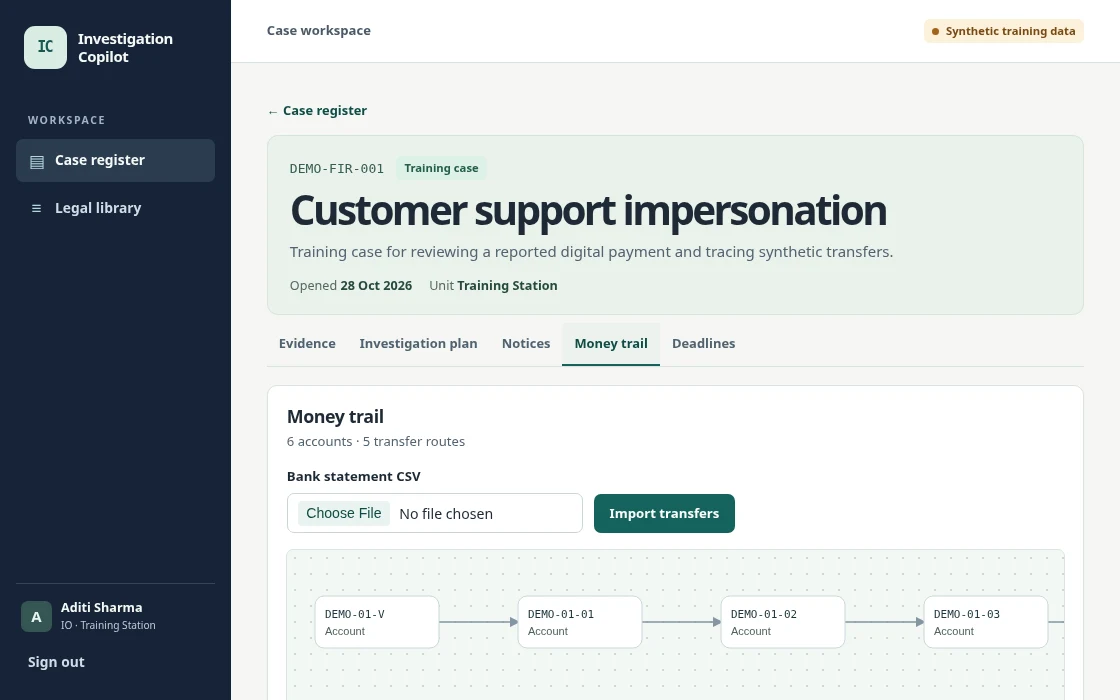 IC
Investigation
Copilot
WORKSPACE
Case register
Legal library
A
Aditi Sharma
IO · Training Station
Sign out
Case workspace
Synthetic training data
← Case register
DEMO-FIR-001 Training case
Customer support impersonation
Training case for reviewing a reported digital payment and tracing synthetic transfers.
Opened 28 Oct 2026 Unit Training Station
Evidence Investigation plan Notices Money trail Deadlines
Money trail
6 accounts · 5 transfer routes
Bank statement CSV
Choose File No file chosen Import transfers
DEMO-01-V DEMO-01-01 DEMO-01-02 DEMO-01-03
Account Account Account Account